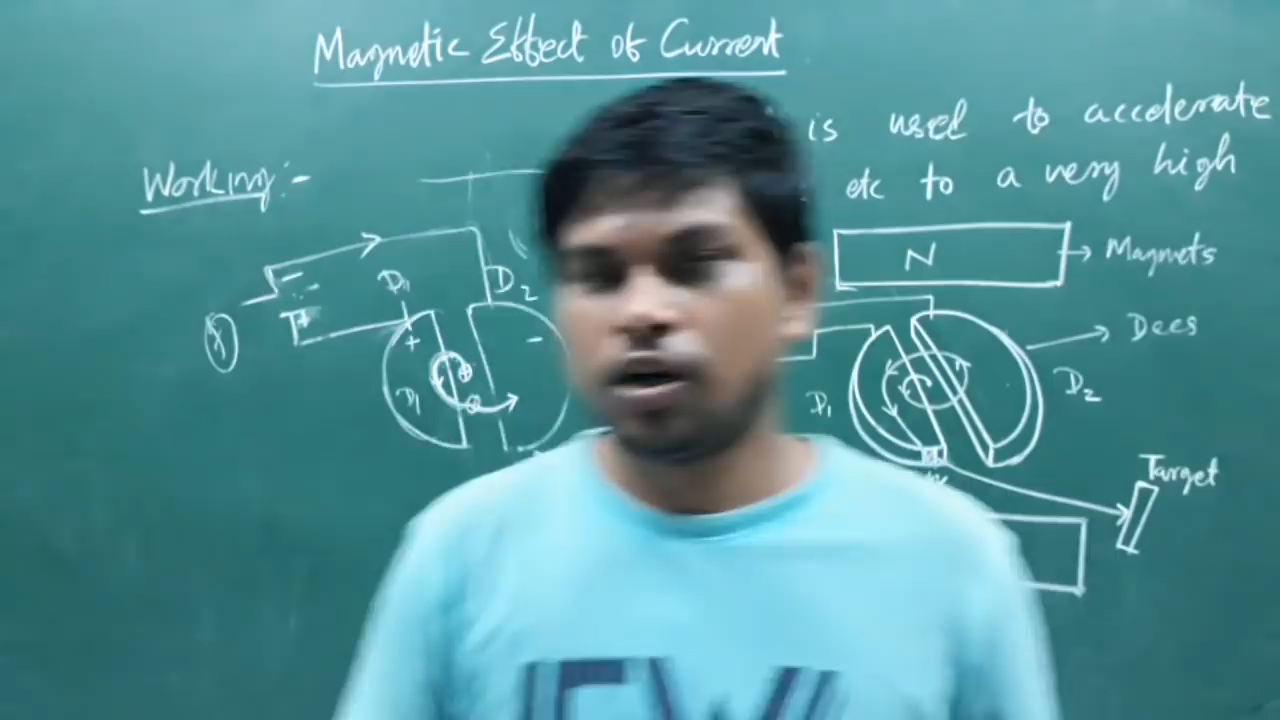 Magnetic Effect of Current
is used to accelerate
etc to a very high
Working:-
N
Magnets
D1
D2
+
-
D1
Dees
D1
D2
Target